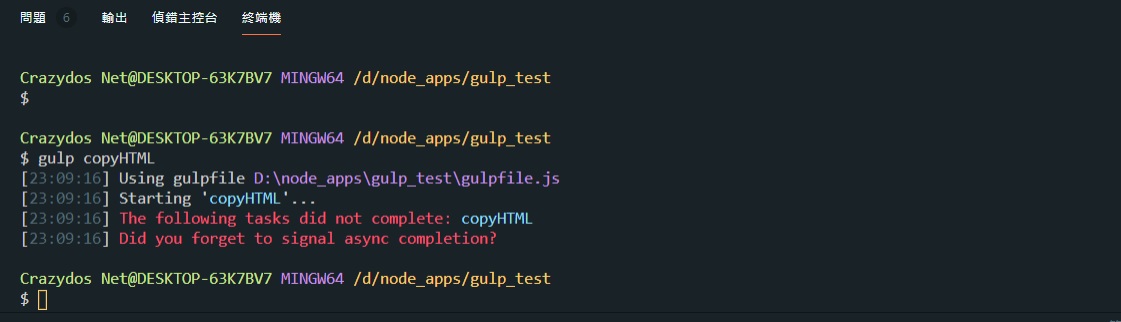 問題 6 輸出 偵錯主控台 終端機
Crazydos Net@DESKTOP-63K7BV7 MINGW64 /d/node_apps/gulp_test
$
Crazydos Net@DESKTOP-63K7BV7 MINGW64 /d/node_apps/gulp_test
$ gulp copyHTML
[23:09:16] Using gulpfile D:\node_apps\gulp_test\gulpfile.js
[23:09:16] Starting 'copyHTML'...
[23:09:16] The following tasks did not complete: copyHTML
[23:09:16] Did you forget to signal async completion?
Crazydos Net@DESKTOP-63K7BV7 MINGW64 /d/node_apps/gulp_test
$